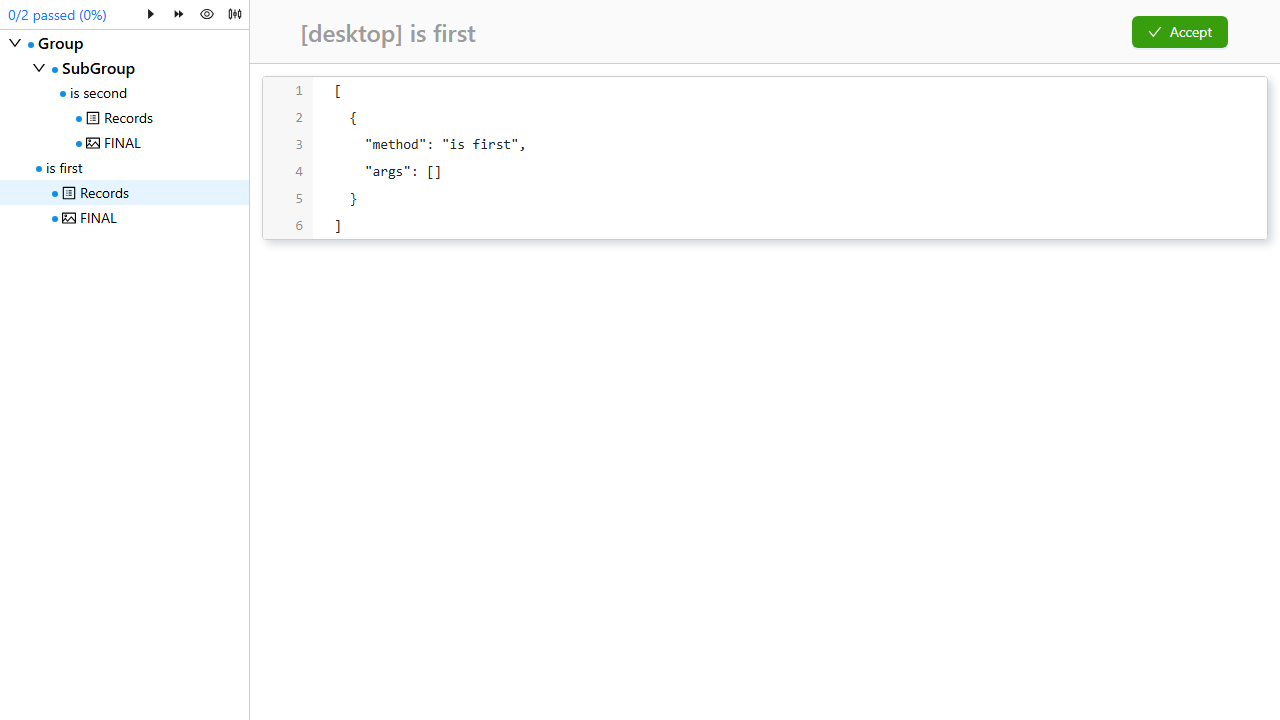 0/2 passed (0%)
Group
SubGroup
is second
Records
FINAL
is first
Records
FINAL
[desktop] is first
Accept
1 [
2 {
3 "method": "is first",
4 "args": []
5 }
6 ]